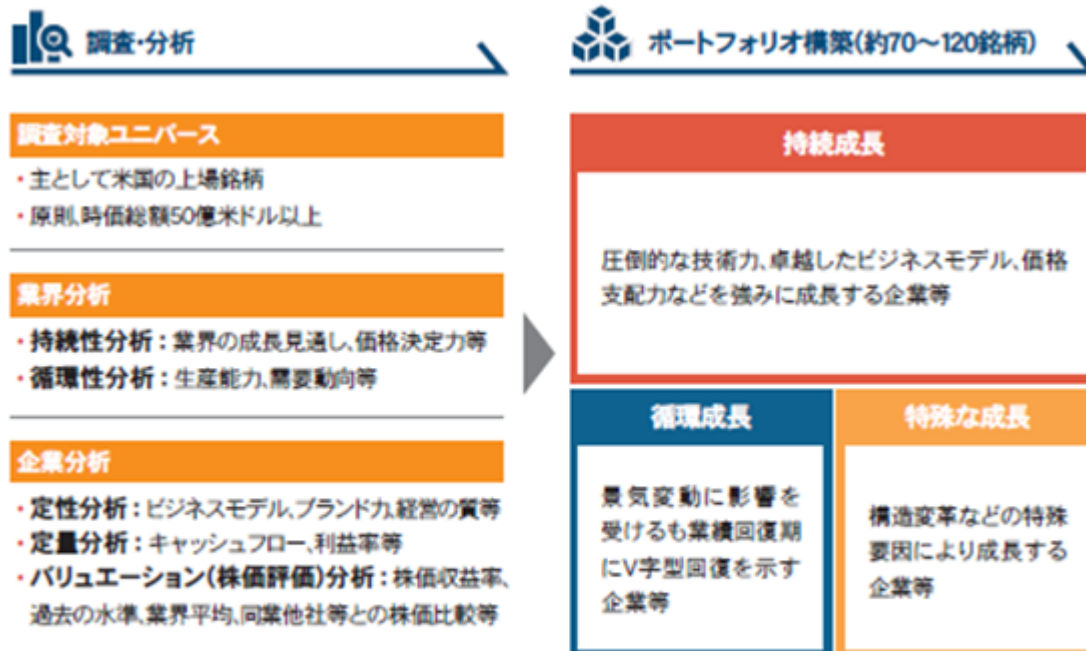 調査・分析
調査対象ユニバース
・主として米国の上場銘柄
・原則、時価総額50億米ドル以上
業界分析
・持続性分析：業界の成長見通し、価格決定力等
・循環性分析：生産能力、需要動向等
企業分析
・定性分析：ビジネスモデル、ブランド力、経営の質等
・定量分析：キャッシュフロー、利益率等
・バリュエーション(株価評価)分析：株価収益率、
過去の水準、業界平均、同業他社等との株価比較等
ポートフォリオ構築(約70～120銘柄)
持続成長
圧倒的な技術力、卓越したビジネスモデル、価格
支配力などを強みに成長する企業等
循環成長
景気変動に影響を
受けるも業績回復期
にV字型回復を示す
企業等
特殊な成長
構造変革などの特殊
要因により成長する
企業等